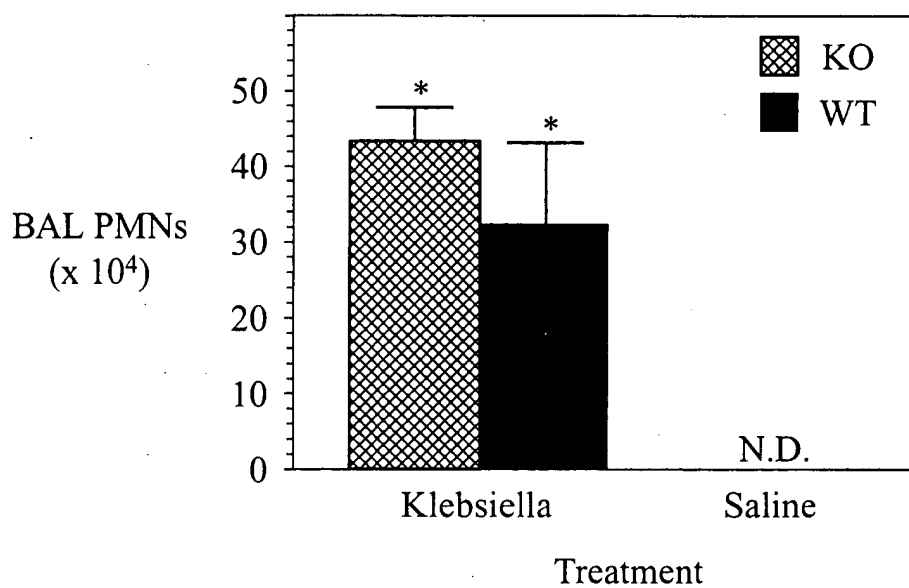 KO
WT
50
40
30
20
10
0
BAL PMNs
(x 10⁴)
*
*
N.D.
Klebsiella
Saline
Treatment